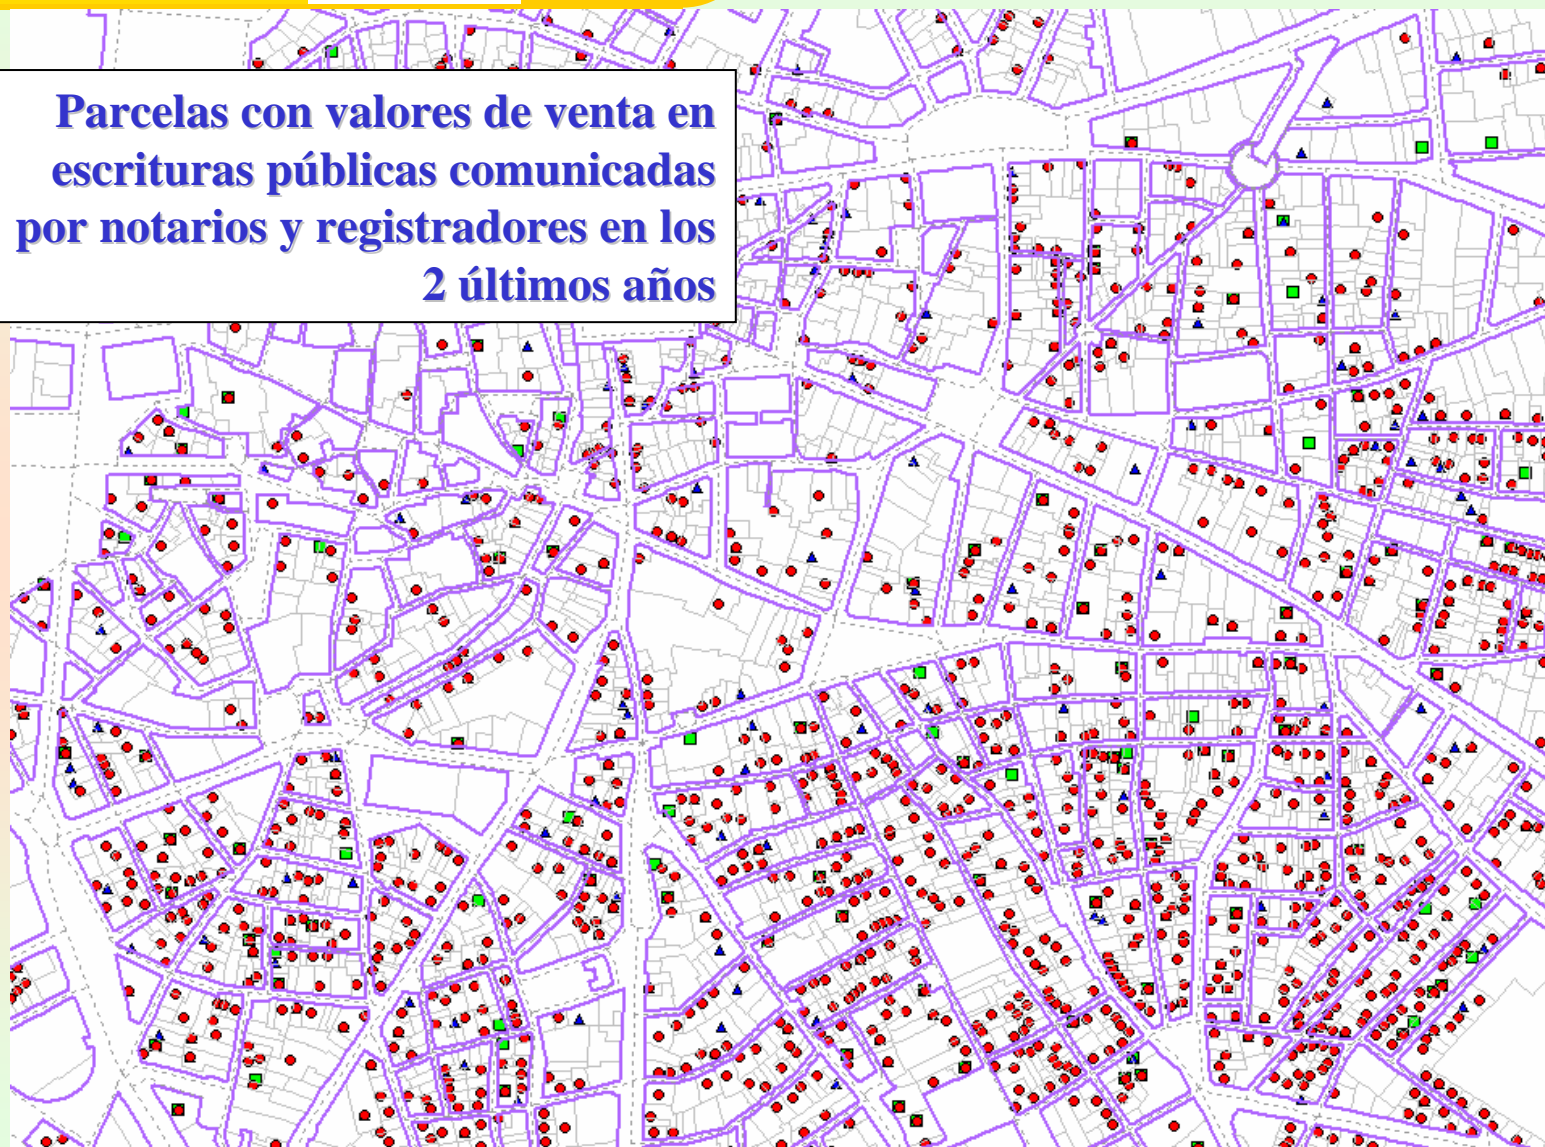 Parcelas con valores de venta en
escrituras públicas comunicadas
por notarios y registradores en los
2 últimos años